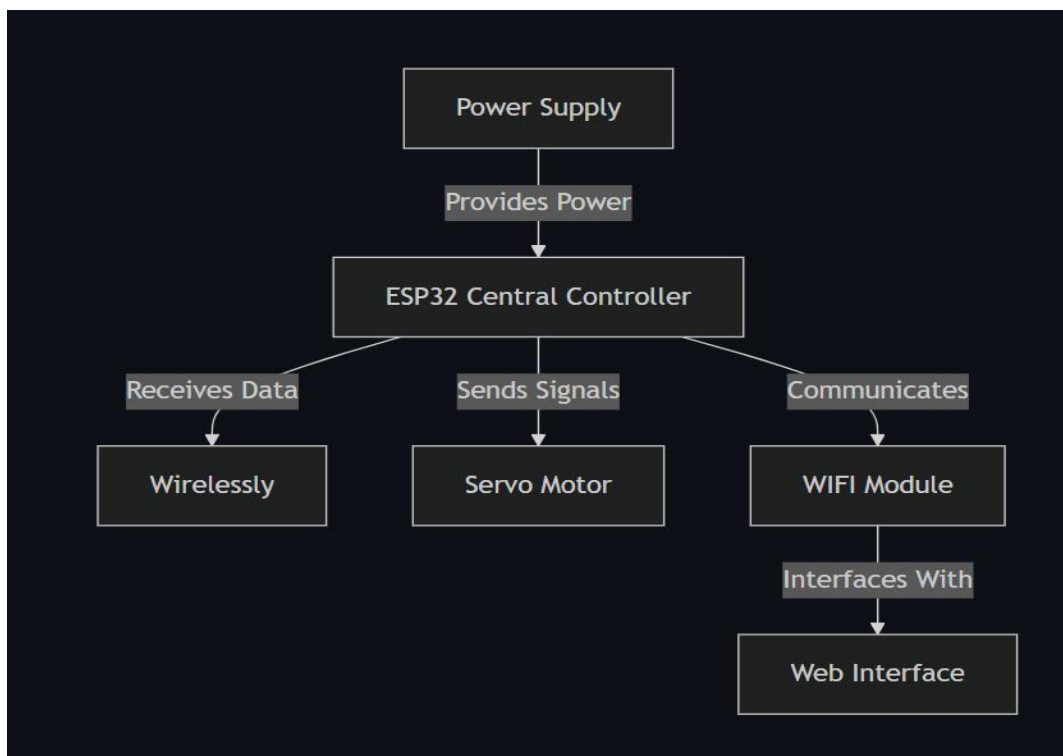 Power Supply
Provides Power
ESP32 Central Controller
Receives Data
Sends Signals
Communicates
Wirelessly
Servo Motor
WIFI Module
Interfaces With
Web Interface